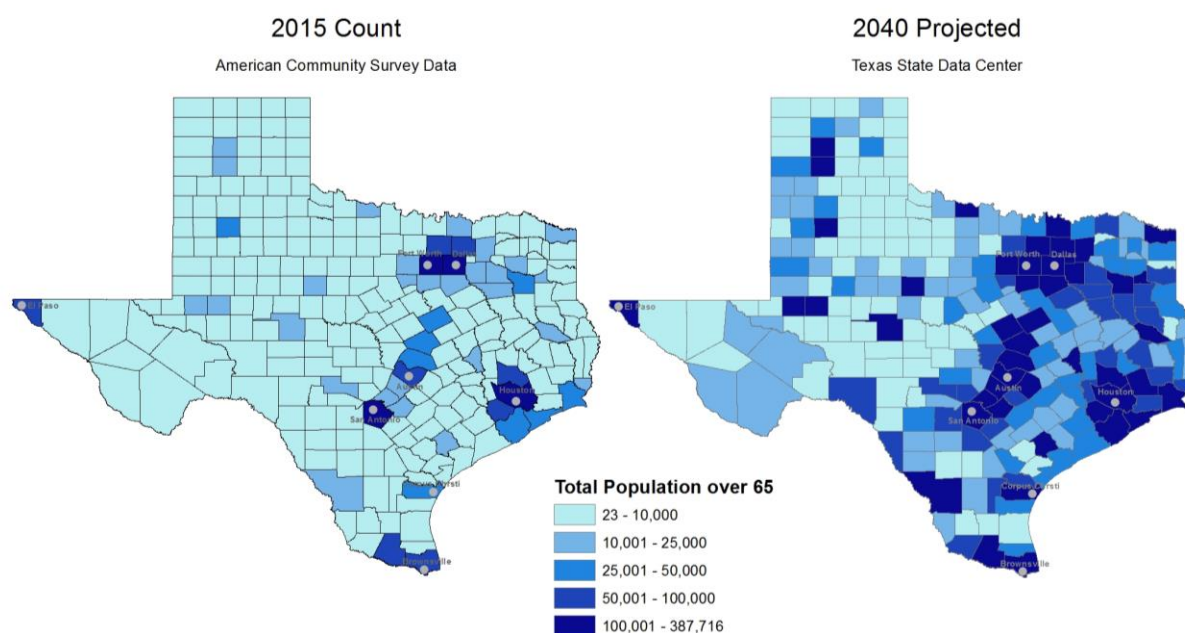 2015 Count
American Community Survey Data
2040 Projected
Texas State Data Center
Fort Worth
Dallas
El Paso
Austin
Houston
San Antonio
Brownsville
Fort Worth
Dallas
El Paso
Austin
Houston
San Antonio
Corpus Christi
Brownsville
Total Population over 65
23 - 10,000
10,001 - 25,000
25,001 - 50,000
50,001 - 100,000
100,001 - 387,716